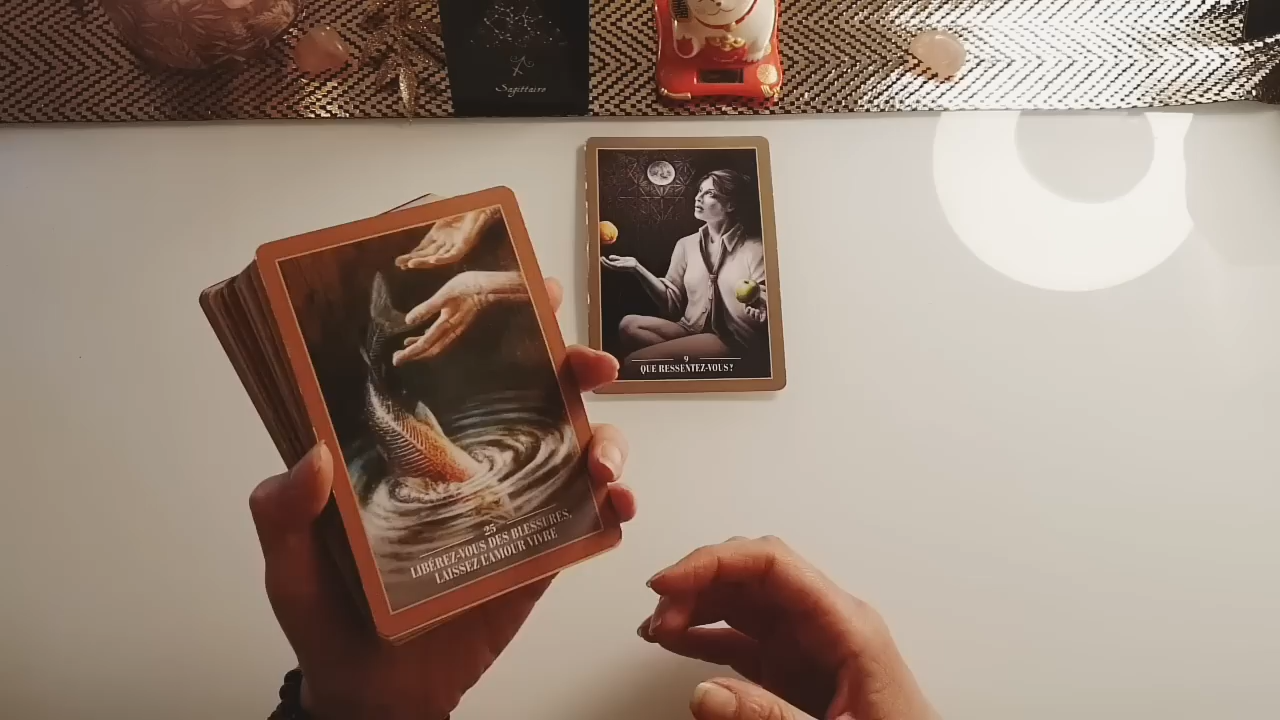 Sagittaire
9
QUE RESSENTEZ-VOUS ?
25
LIBÉREZ-VOUS DES BLESSURES,
LAISSEZ L'AMOUR VIVRE